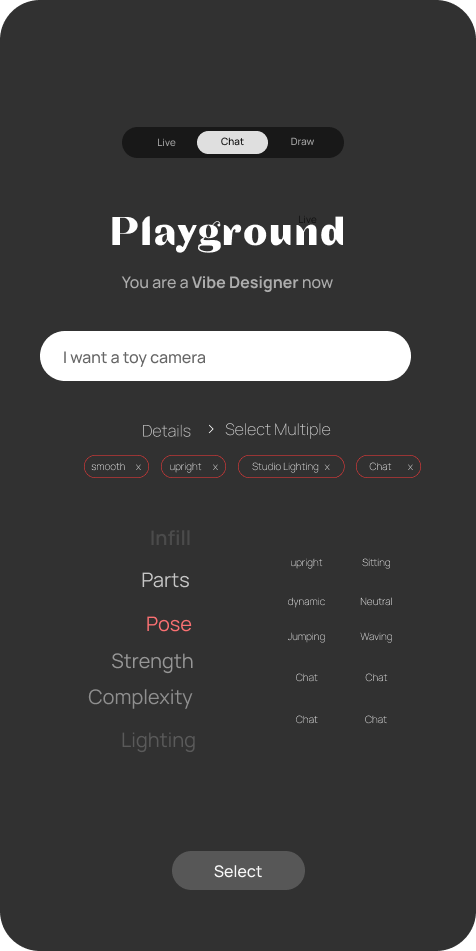 Live Chat Draw
Live
Playground
You are a Vibe Designer now
I want a toy camera
Details > Select Multiple
smooth x upright x Studio Lighting x Chat x
Infill
upright Sitting
Parts
dynamic Neutral
Pose
Jumping Waving
Strength
Chat Chat
Complexity
Chat Chat
Lighting
Select